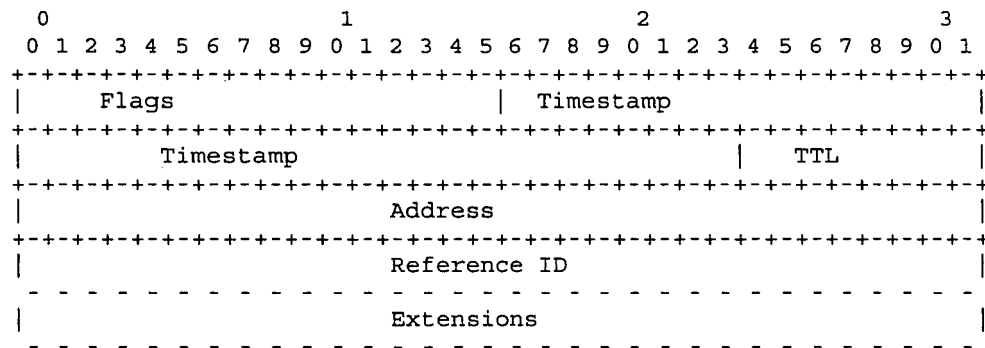 0 1 2 3
0 1 2 3 4 5 6 7 8 9 0 1 2 3 4 5 6 7 8 9 0 1 2 3 4 5 6 7 8 9 0 1
+-+-+-+-+-+-+-+-+-+-+-+-+-+-+-+-+-+-+-+-+-+-+-+-+-+-+-+-+-+-+-+-+
| Flags | Timestamp |
+-+-+-+-+-+-+-+-+-+-+-+-+-+-+-+-+-+-+-+-+-+-+-+-+-+-+-+-+-+-+-+-+
| Timestamp | TTL |
+-+-+-+-+-+-+-+-+-+-+-+-+-+-+-+-+-+-+-+-+-+-+-+-+-+-+-+-+-+-+-+-+
| Address |
+-+-+-+-+-+-+-+-+-+-+-+-+-+-+-+-+-+-+-+-+-+-+-+-+-+-+-+-+-+-+-+-+
| Reference ID |
- - - - - - - - - - - - - - - - - - - - - - - - - - - - - - - -
| Extensions |
- - - - - - - - - - - - - - - - - - - - - - - - - - - - - - - -